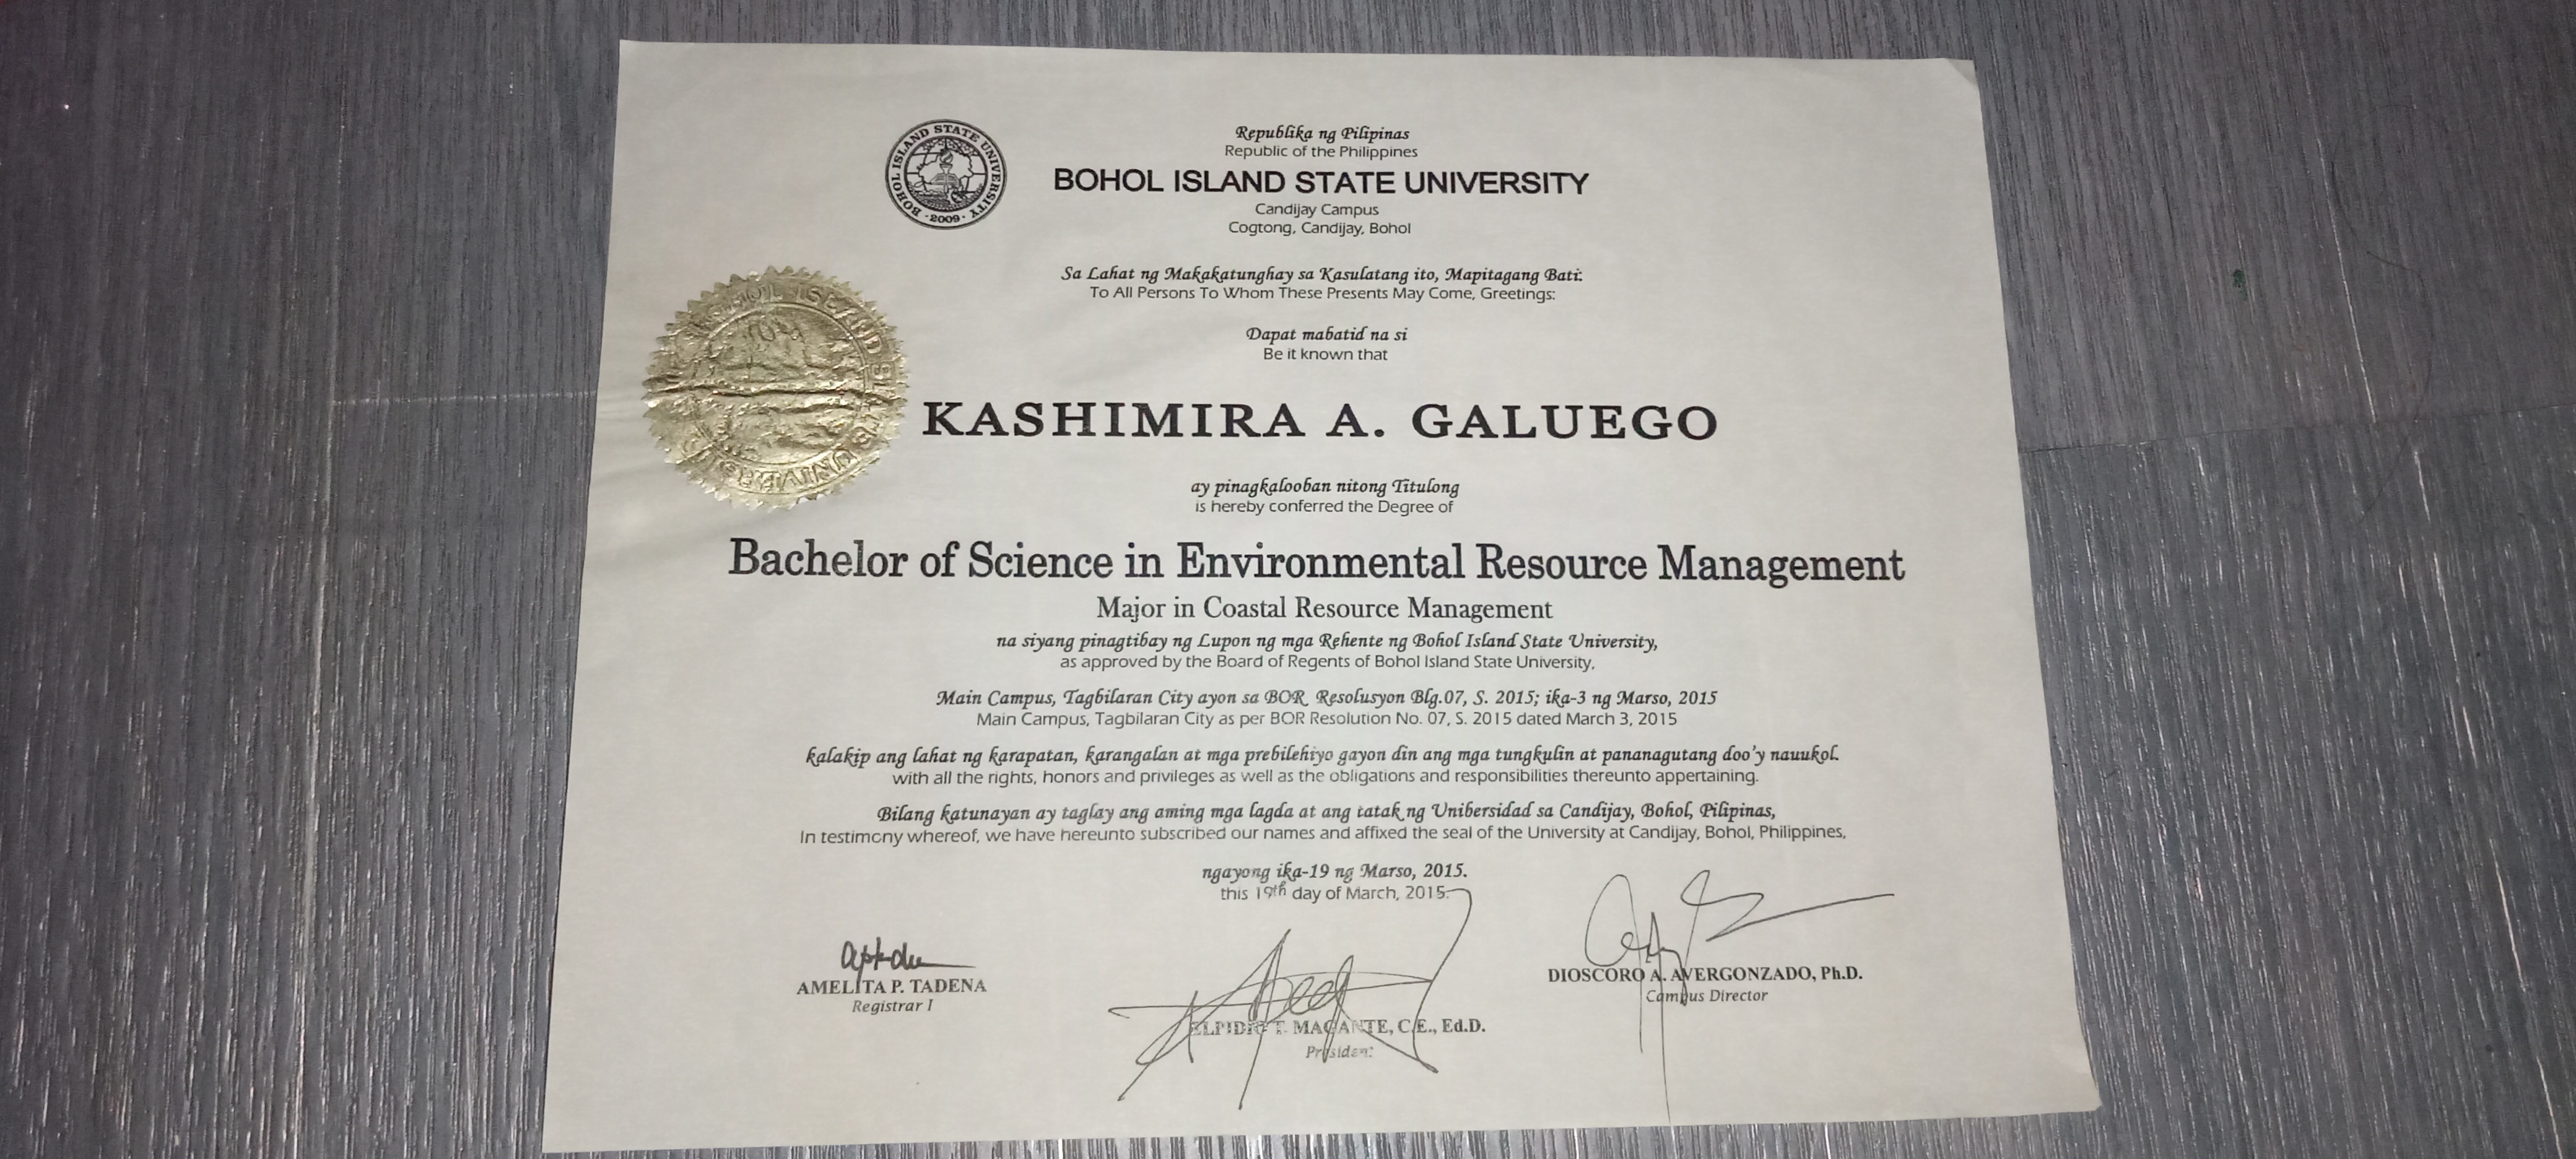 BOHOL ISLAND STATE UNIVERSITY
· 2009 ·
Republika ng Pilipinas
Republic of the Philippines
BOHOL ISLAND STATE UNIVERSITY
Candijay Campus
Cogtong, Candijay, Bohol
Sa Lahat ng Makakatunghay sa Kasulatang ito, Mapitagang Bati:
To All Persons To Whom These Presents May Come, Greetings:
Dapat mabatid na si
Be it known that
BOHOL ISLAND STATE UNIVERSITY
KASHIMIRA A. GALUEGO
ay pinagkalooban nitong Titulong
is hereby conferred the Degree of
Bachelor of Science in Environmental Resource Management
Major in Coastal Resource Management
na siyang pinagtibay ng Lupon ng mga Rehente ng Bohol Island State University,
as approved by the Board of Regents of Bohol Island State University,
Main Campus, Tagbilaran City ayon sa BOR Resolusyon Blg.07, S. 2015; ika-3 ng Marso, 2015
Main Campus, Tagbilaran City as per BOR Resolution No. 07, S. 2015 dated March 3, 2015
kalakip ang lahat ng karapatan, karangalan at mga prebilehiyo gayon din ang mga tungkulin at pananagutang doo'y nauukol.
with all the rights, honors and privileges as well as the obligations and responsibilities thereunto appertaining.
Bilang katunayan ay taglay ang aming mga lagda at ang tatak ng Unibersidad sa Candijay, Bohol, Pilipinas,
In testimony whereof, we have hereunto subscribed our names and affixed the seal of the University at Candijay, Bohol, Philippines,
ngayong ika-19 ng Marso, 2015.
this 19th day of March, 2015.
AMELITA P. TADENA
Registrar I
DIOSCORO A. AVERGONZADO, Ph.D.
Campus Director
ELPIDIO T. MAGANTE, C.E., Ed.D.
President